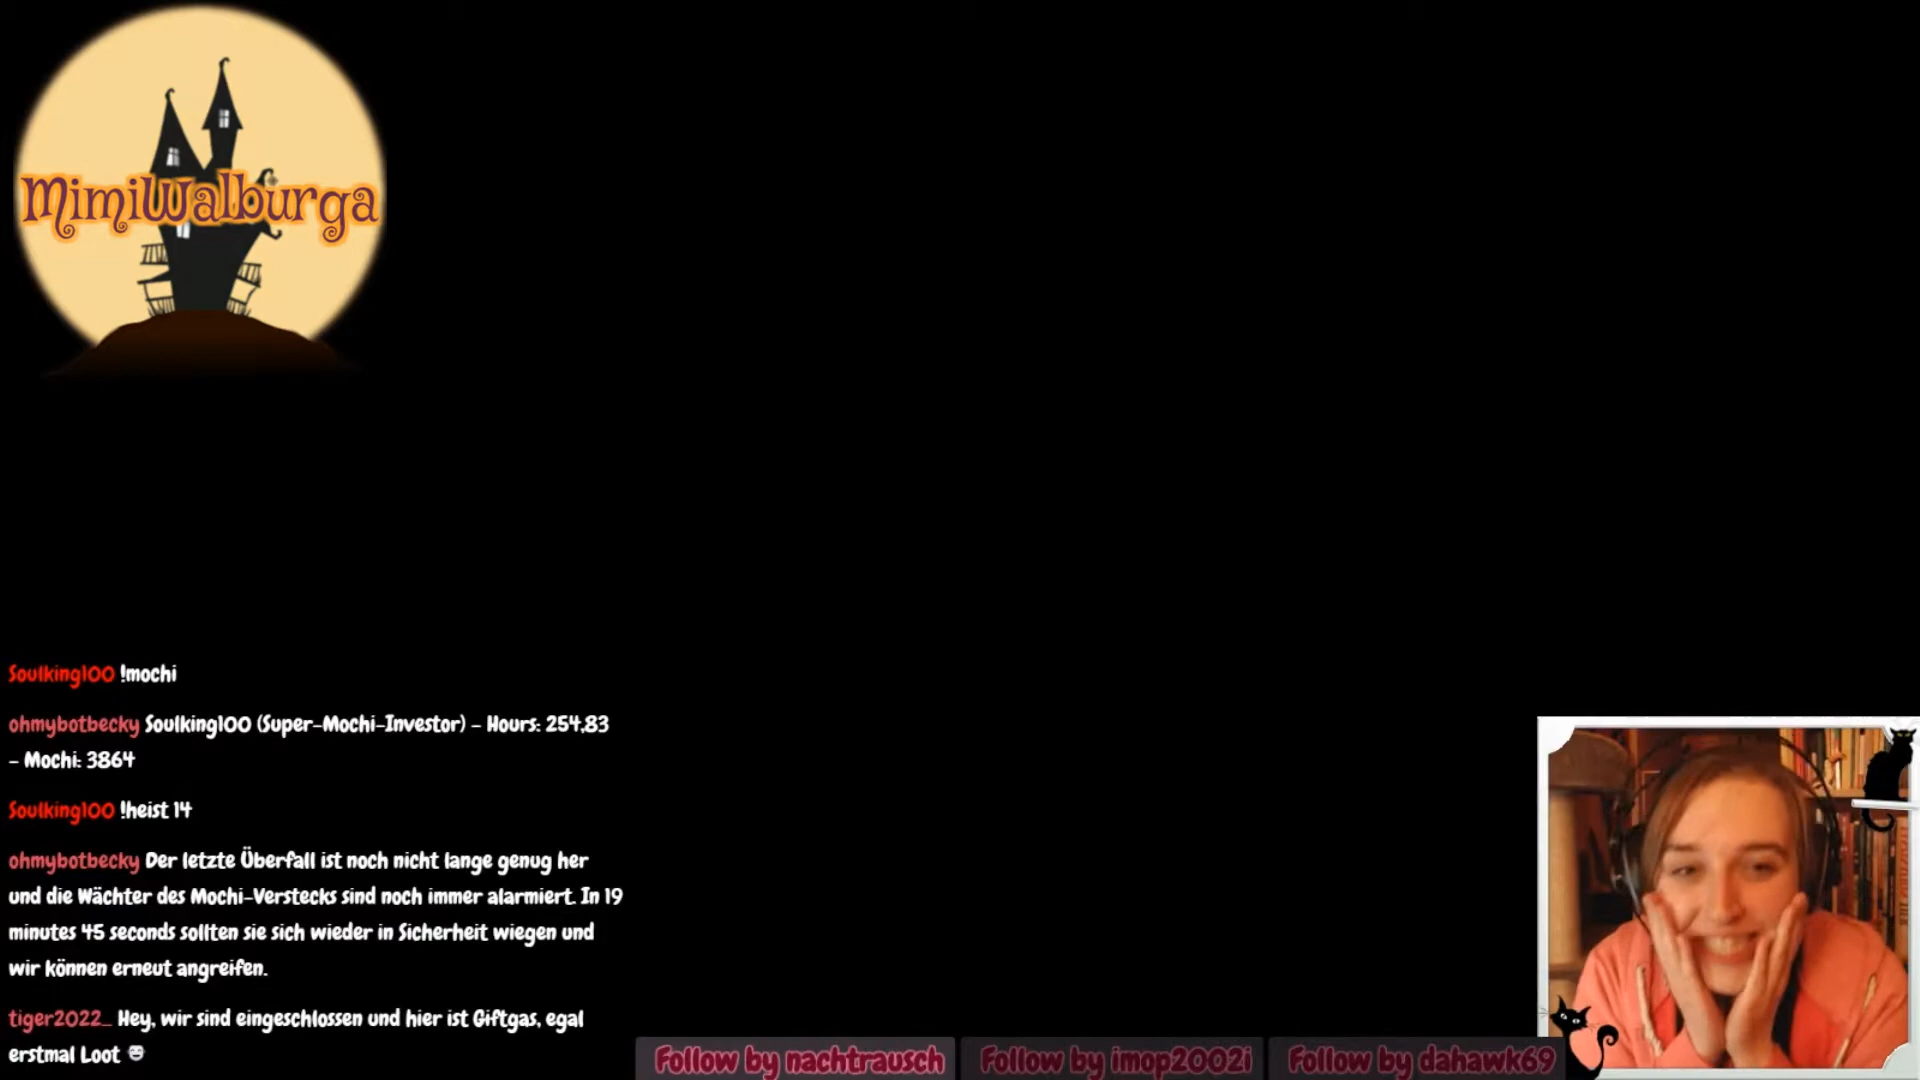 MimiWalburga
Soulking100 !mochi
ohmybotbecky Soulking100 (Super-Mochi-Investor) - Hours: 254,83
- Mochi: 3864
Soulking100 !heist 14
ohmybotbecky Der letzte Überfall ist noch nicht lange genug her
und die Wächter des Mochi-Verstecks sind noch immer alarmiert. In 19
minutes 45 seconds sollten sie sich wieder in Sicherheit wiegen und
wir können erneut angreifen.
tiger2022_ Hey, wir sind eingeschlossen und hier ist Giftgas, egal
erstmal Loot
Follow by nachtrausch Follow by imop2002i Follow by dahawk69